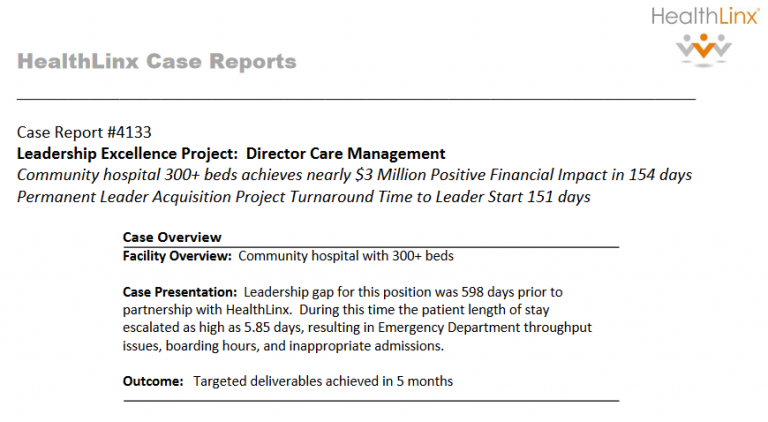 HealthLinx®
HealthLinx Case Reports
Case Report #4133
Leadership Excellence Project: Director Care Management
Community hospital 300+ beds achieves nearly $3 Million Positive Financial Impact in 154 days
Permanent Leader Acquisition Project Turnaround Time to Leader Start 151 days
Case Overview
Facility Overview: Community hospital with 300+ beds
Case Presentation: Leadership gap for this position was 598 days prior to
partnership with HealthLinx. During this time the patient length of stay
escalated as high as 5.85 days, resulting in Emergency Department throughput
issues, boarding hours, and inappropriate admissions.
Outcome: Targeted deliverables achieved in 5 months